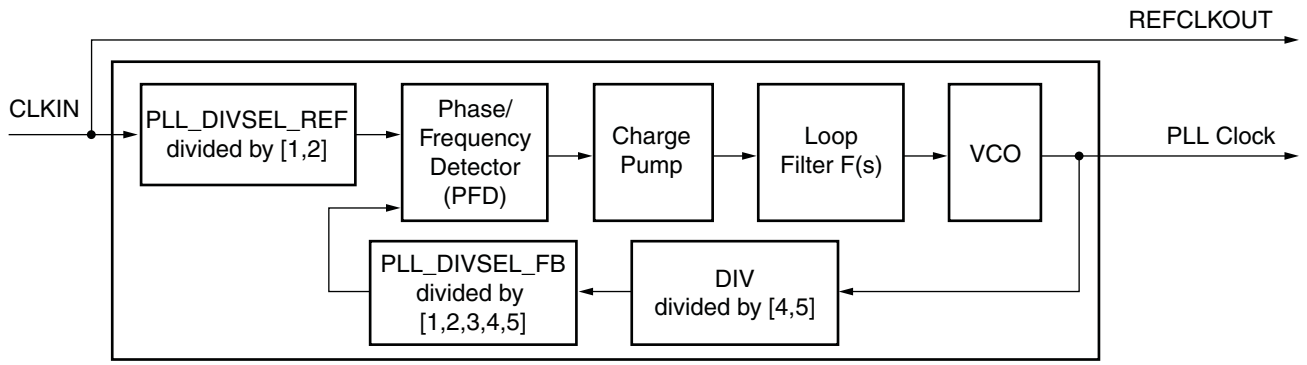 REFCLKOUT
CLKIN
PLL_DIVSEL_REF
divided by [1,2]
Phase/
Frequency
Detector
(PFD)
Charge
Pump
Loop
Filter F(s)
VCO
PLL Clock
PLL_DIVSEL_FB
divided by
[1,2,3,4,5]
DIV
divided by [4,5]